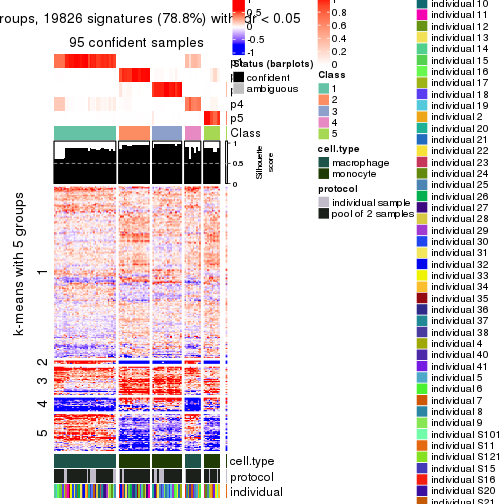 roups, 19826 signatures (78.8%) with fdr < 0.05
95 confident samples
p4
p5
Class
1
0.5
0
Silhouette
score
k-means with 5 groups
1
2
3
4
5
cell.type
protocol
individual
0.5
0
-0.5
-1
Status (barplots)
confident
ambiguous
0.8
0.6
0.4
0.2
0
Class
1
2
3
4
5
cell.type
macrophage
monocyte
protocol
individual sample
pool of 2 samples
individual 10
individual 11
individual 12
individual 13
individual 14
individual 15
individual 16
individual 17
individual 18
individual 19
individual 2
individual 20
individual 21
individual 22
individual 23
individual 24
individual 25
individual 26
individual 27
individual 28
individual 29
individual 30
individual 31
individual 32
individual 33
individual 34
individual 35
individual 36
individual 37
individual 38
individual 4
individual 40
individual 41
individual 5
individual 6
individual 7
individual 8
individual 9
individual S101
individual S11
individual S121
individual S15
individual S16
individual S20
individual S21